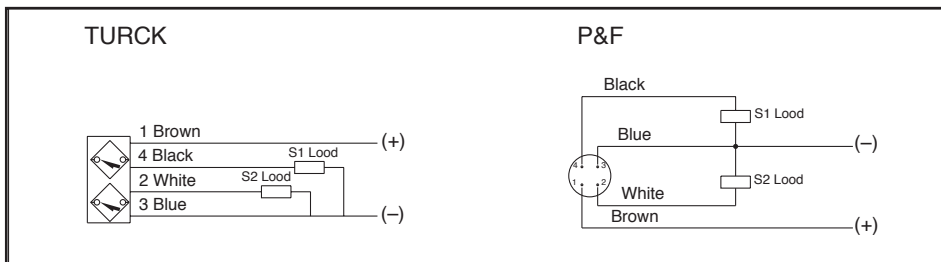 TURCK
1 Brown
(+)
4 Black
S1 Lood
2 White
S2 Lood
3 Blue
(–)
P&F
Black
S1 Lood
Blue
(–)
4 3
1 2
S2 Lood
White
Brown
(+)